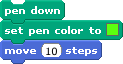 pen down
set pen color to
move 10 steps